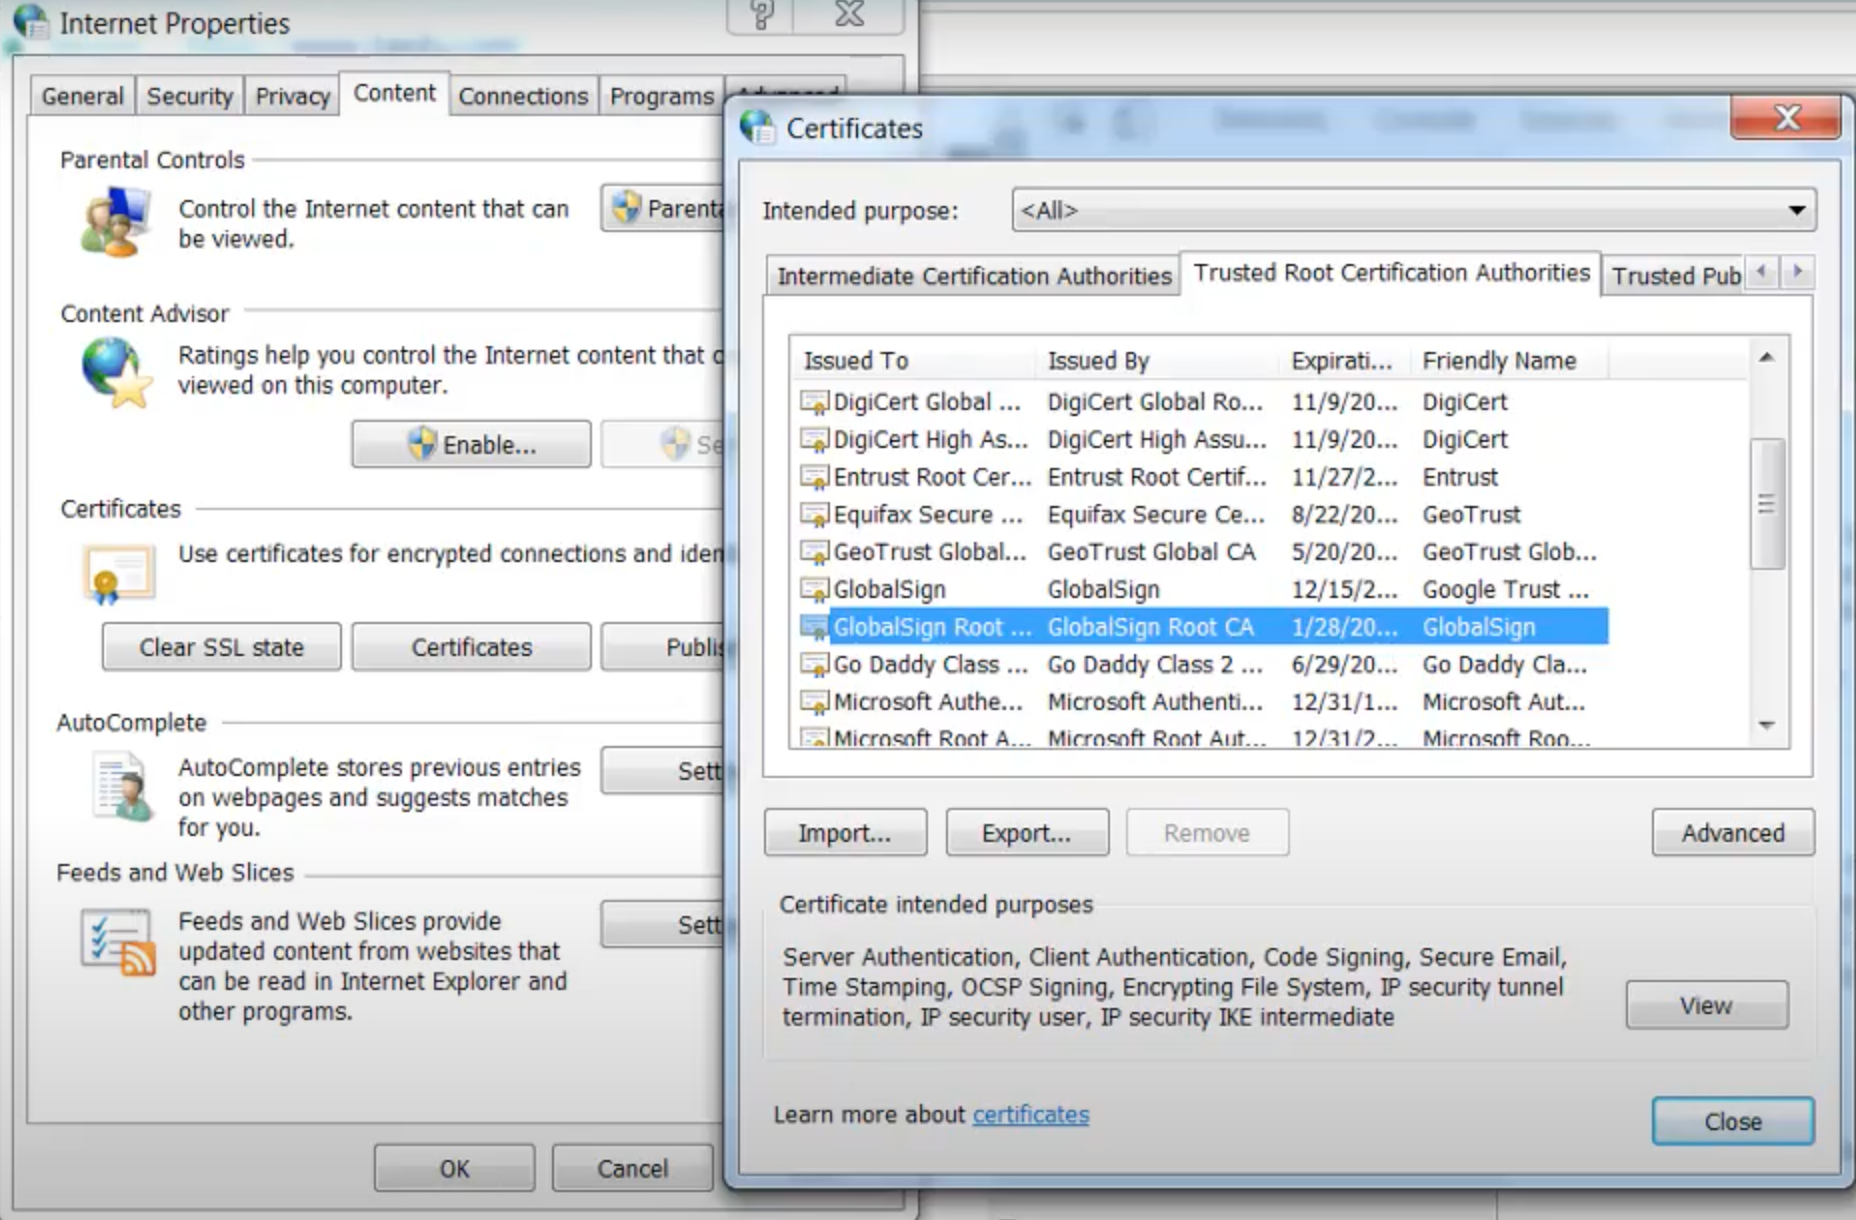 Internet Properties
General Security Privacy Content Connections Programs Advanced
Parental Controls
Control the Internet content that can
be viewed.
Parenta
Content Advisor
Ratings help you control the Internet content that c
viewed on this computer.
Enable...
Se
Certificates
Use certificates for encrypted connections and iden
Clear SSL state
Certificates
Publis
AutoComplete
AutoComplete stores previous entries
on webpages and suggests matches
for you.
Sett
Feeds and Web Slices
Feeds and Web Slices provide
updated content from websites that
can be read in Internet Explorer and
other programs.
Sett
OK
Cancel
Certificates
Intended purpose:
<All>
Intermediate Certification Authorities Trusted Root Certification Authorities Trusted Pub
Issued To Issued By Expirati... Friendly Name
DigiCert Global ... DigiCert Global Ro... 11/9/20... DigiCert
DigiCert High As... DigiCert High Assu... 11/9/20... DigiCert
Entrust Root Cer... Entrust Root Certif... 11/27/2... Entrust
Equifax Secure ... Equifax Secure Ce... 8/22/20... GeoTrust
GeoTrust Global... GeoTrust Global CA 5/20/20... GeoTrust Glob...
GlobalSign GlobalSign 12/15/2... Google Trust ...
GlobalSign Root ... GlobalSign Root CA 1/28/20... GlobalSign
Go Daddy Class ... Go Daddy Class 2 ... 6/29/20... Go Daddy Cla...
Microsoft Authe... Microsoft Authenti... 12/31/1... Microsoft Aut...
Microsoft Root A... Microsoft Root Aut... 12/31/2... Microsoft Roo...
Import...
Export...
Remove
Advanced
Certificate intended purposes
Server Authentication, Client Authentication, Code Signing, Secure Email,
Time Stamping, OCSP Signing, Encrypting File System, IP security tunnel
termination, IP security user, IP security IKE intermediate
View
Learn more about certificates
Close